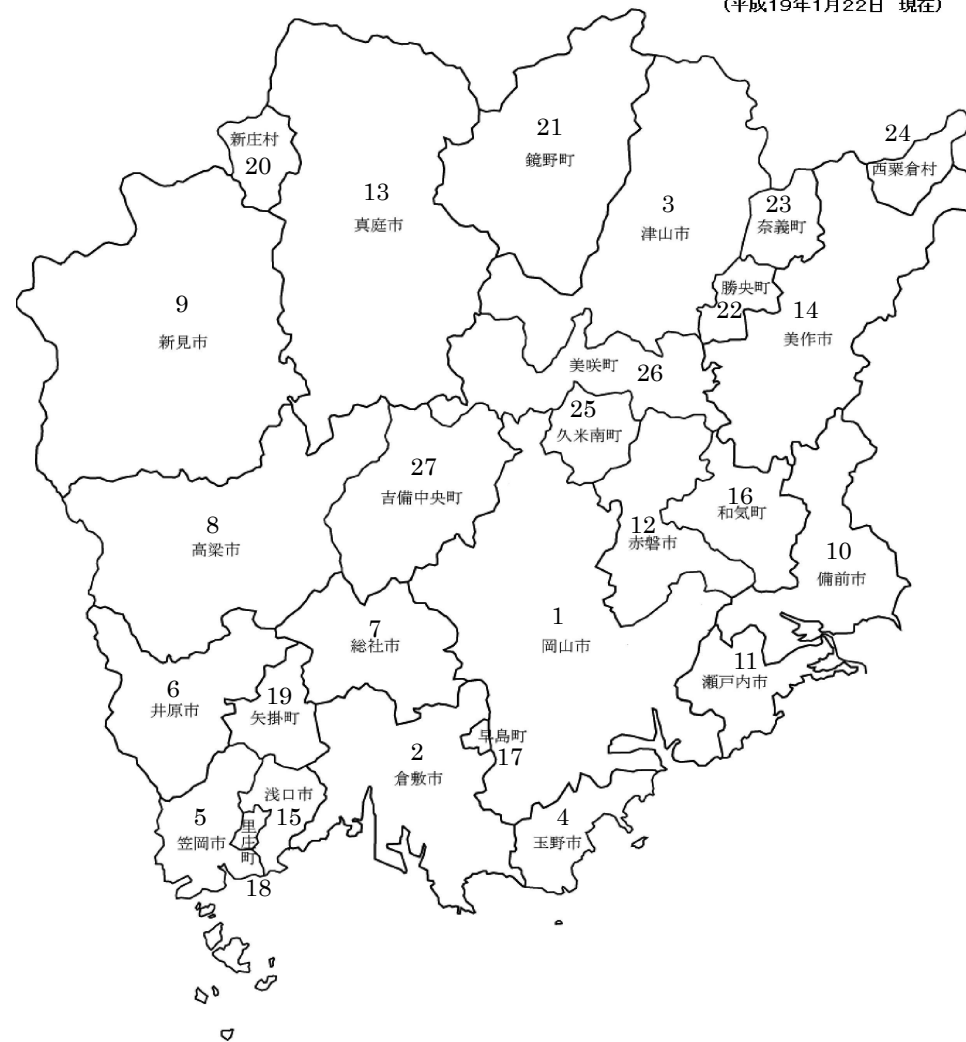 (平成19年1月22日 現在)
21
鏡野町
24
西粟倉村
新庄村
20
13
真庭市
3
津山市
23
奈義町
勝央町
22
14
美作市
9
新見市
美咲町
26
25
久米南町
27
吉備中央町
16
和気町
8
高梁市
12
赤磐市
10
備前市
1
岡山市
7
総社市
11
瀬戸内市
6
井原市
19
矢掛町
早島町
17
2
倉敷市
浅口市
15
5
笠岡市
里庄町
18
4
玉野市